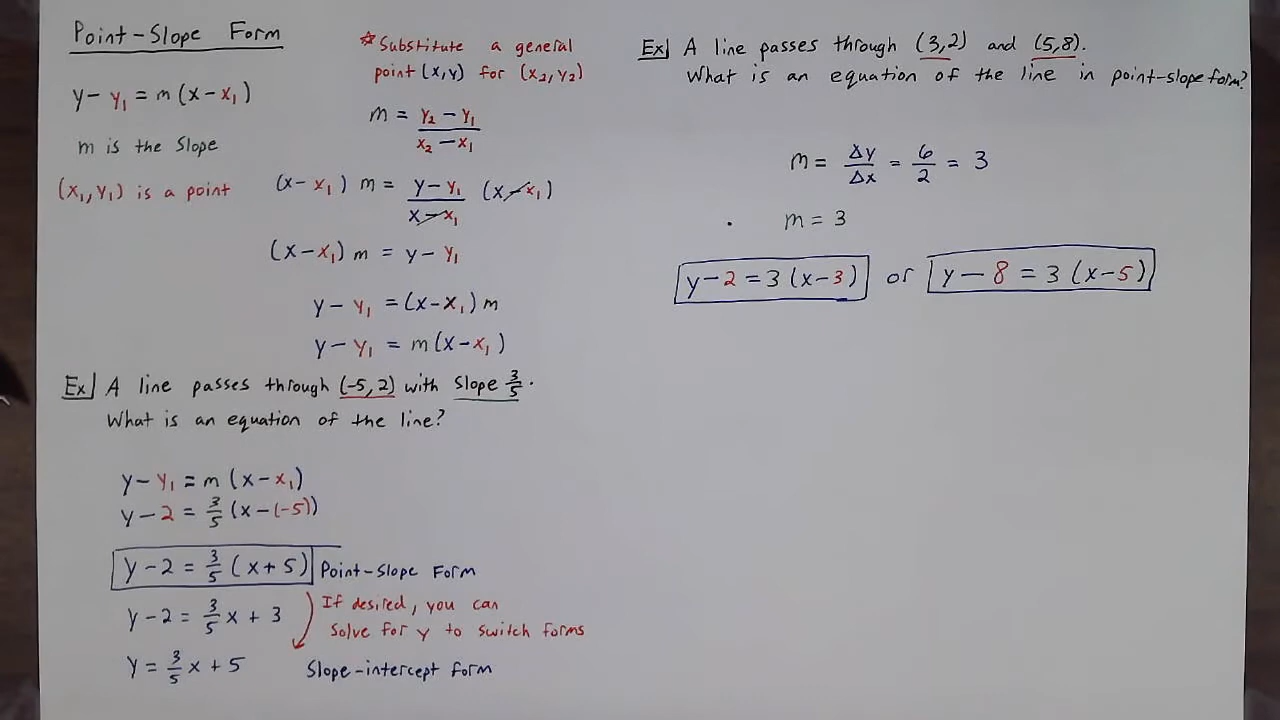 Point-Slope Form
y - y₁ = m (x - x₁)
m is the Slope
(x₁, y₁) is a point
*Substitute a general
point (x,y) for (x₂, y₂)
m = y₂ - y₁ / x₂ - x₁
(x - x₁) m = y - y₁ / x - x₁ (x - x₁)
(x - x₁) m = y - y₁
y - y₁ = (x - x₁) m
y - y₁ = m (x - x₁)
Ex| A line passes through (-5, 2) with Slope 3/5.
What is an equation of the line?
y - y₁ = m (x - x₁)
y - 2 = 3/5 (x - (-5))
y - 2 = 3/5 (x + 5) Point-Slope Form
y - 2 = 3/5 x + 3
If desired, you can
Solve for y to switch forms
y = 3/5 x + 5 Slope-intercept form
Ex| A line passes through (3,2) and (5,8).
What is an equation of the line in point-slope form?
m = Δy / Δx = 6/2 = 3
m = 3
y - 2 = 3 (x - 3) or y - 8 = 3 (x - 5)